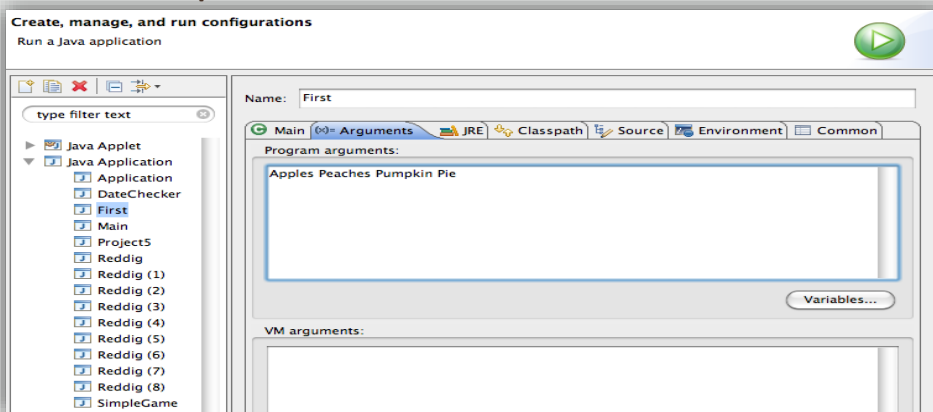 Create, manage, and run configurations
Run a Java application
type filter text
Java Applet
Java Application
Application
DateChecker
First
Main
Project5
Reddig
Reddig (1)
Reddig (2)
Reddig (3)
Reddig (4)
Reddig (5)
Reddig (6)
Reddig (7)
Reddig (8)
SimpleGame
Name: First
Main (x)= Arguments JRE Classpath Source Environment Common
Program arguments:
Apples Peaches Pumpkin Pie
Variables...
VM arguments: